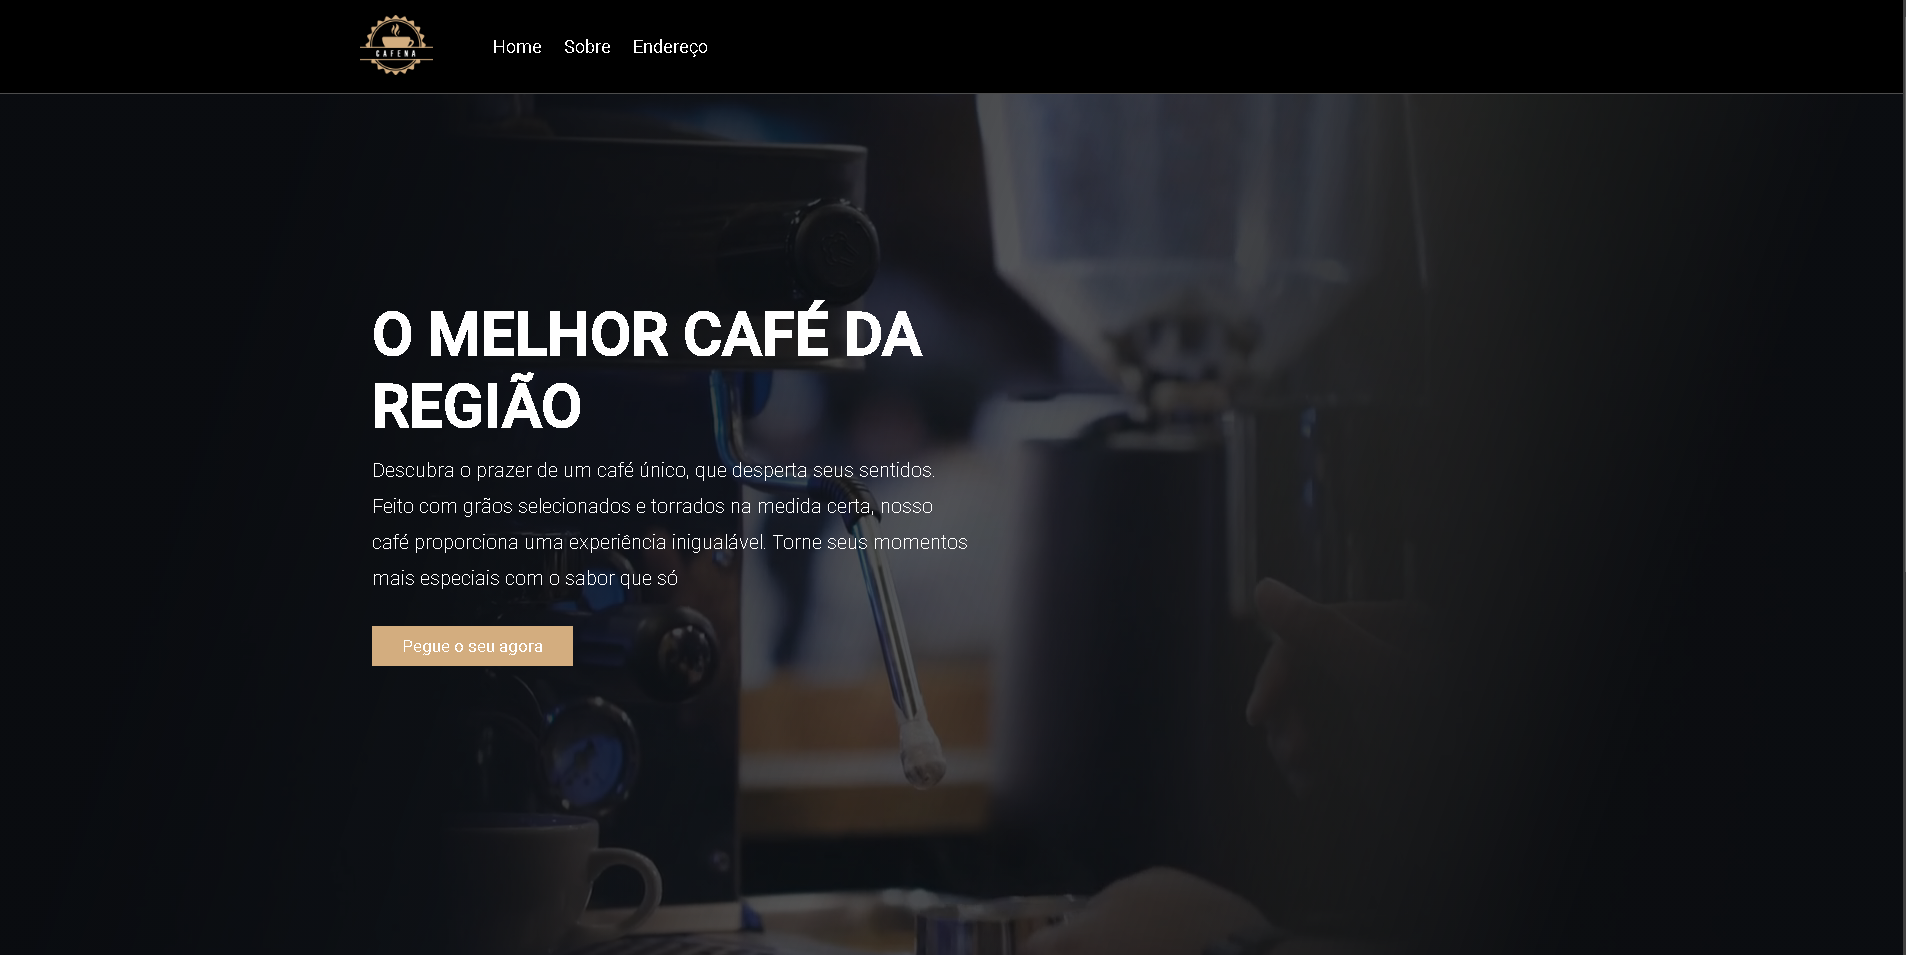 CAFENA
Home Sobre Endereço
O MELHOR CAFÉ DA
REGIÃO
Descubra o prazer de um café único, que desperta seus sentidos.
Feito com grãos selecionados e torrados na medida certa, nosso
café proporciona uma experiência inigualável. Torne seus momentos
mais especiais com o sabor que só
Pegue o seu agora